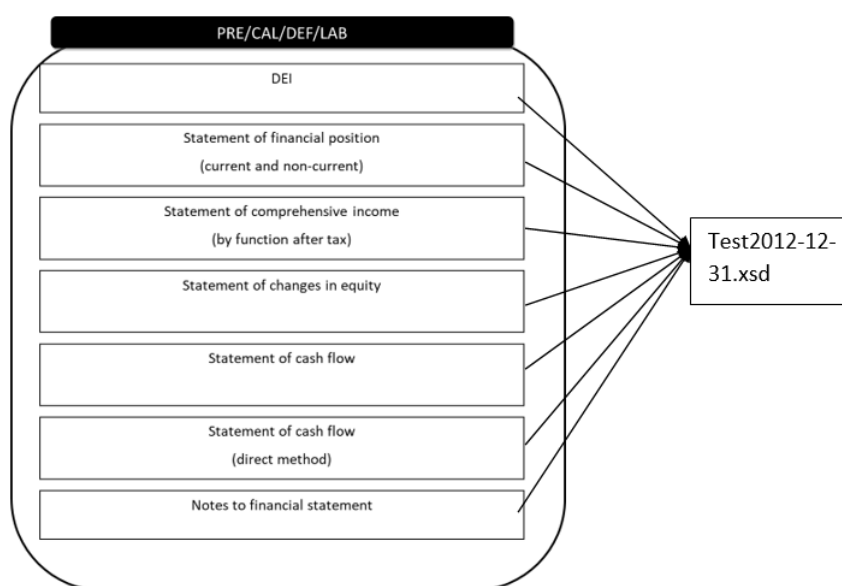 PRE/CAL/DEF/LAB
DEI
Statement of financial position
(current and non-current)
Statement of comprehensive income
(by function after tax)
Statement of changes in equity
Statement of cash flow
Statement of cash flow
(direct method)
Notes to financial statement
Test2012-12-
31.xsd